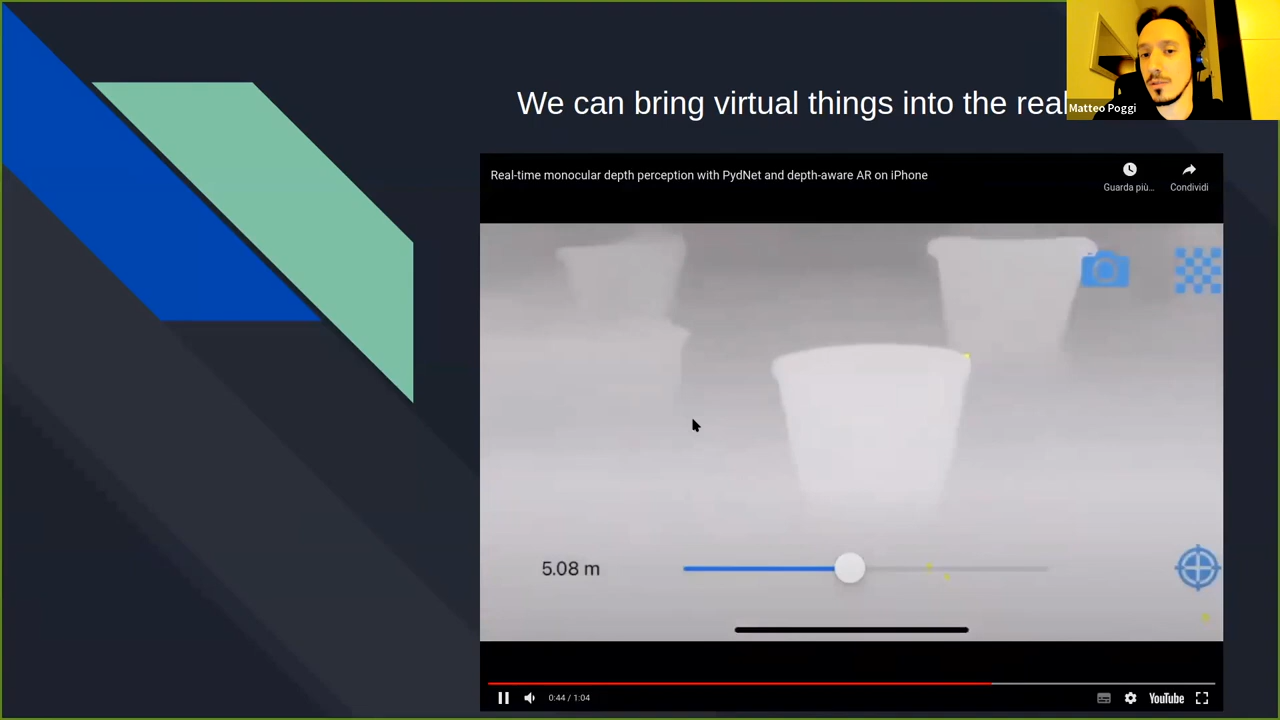 We can bring virtual things into the real
Matteo Poggi
Real-time monocular depth perception with PydNet and depth-aware AR on iPhone
Guarda più...
Condividi
5.08 m
0:44 / 1:04
YouTube